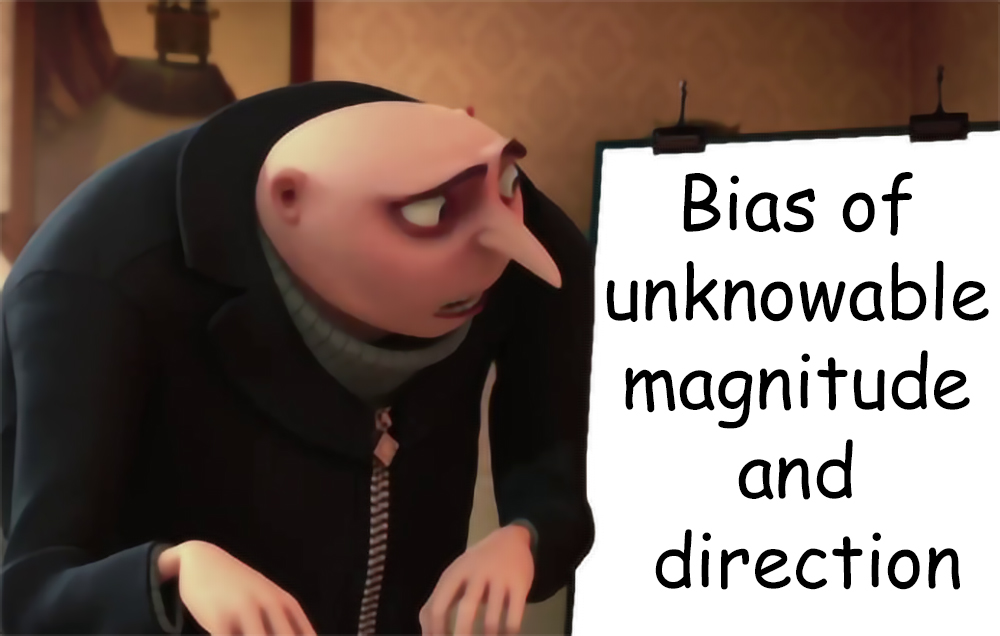 Bias of
unknowable
magnitude
and
direction